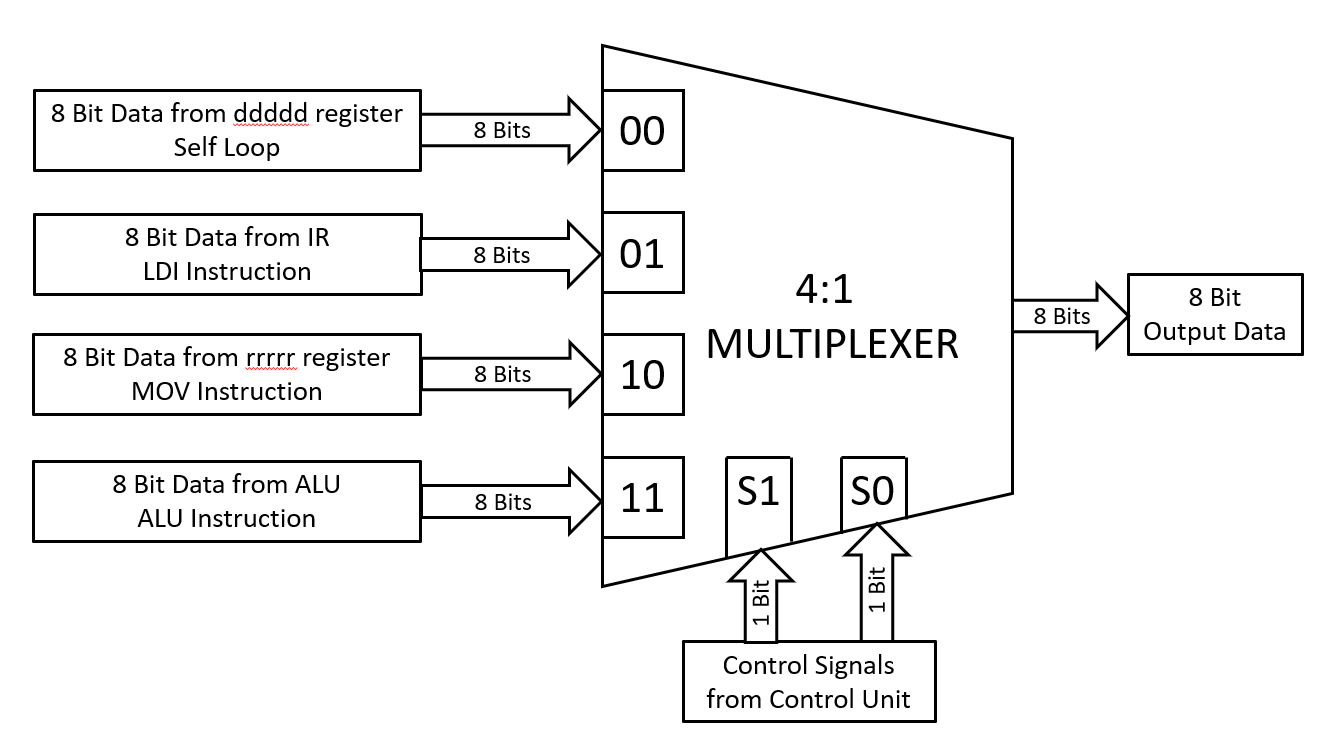 8 Bit Data from ddddd register
Self Loop
8 Bits
00
8 Bit Data from IR
LDI Instruction
8 Bits
01
8 Bit Data from rrrrr register
MOV Instruction
8 Bits
10
8 Bit Data from ALU
ALU Instruction
8 Bits
11
4:1
MULTIPLEXER
S1
S0
1 Bit
1 Bit
Control Signals
from Control Unit
8 Bits
8 Bit
Output Data